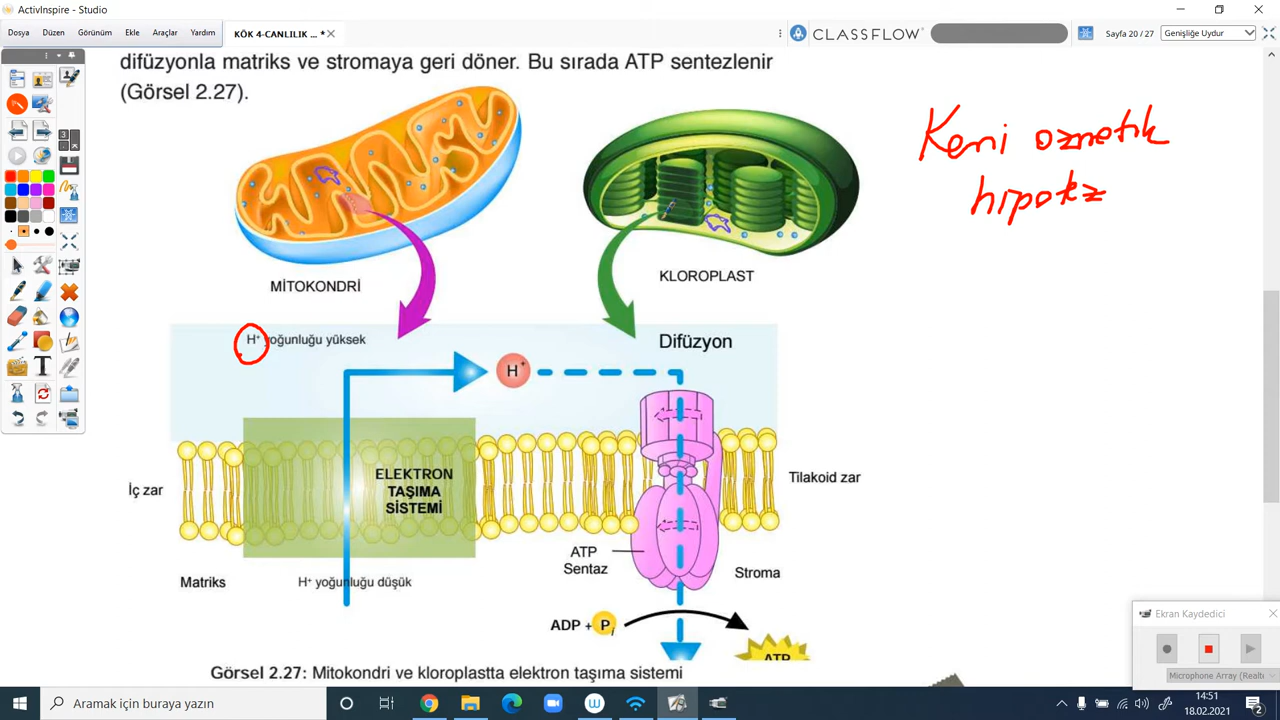 ActivInspire - Studio
Dosya Düzen Görünüm Ekle Araçlar Yardım
KÖK 4-CANLILIK ... *
CLASSFLOW
Sayfa 20 / 27
Genişliğe Uydur
3
difüzyonla matriks ve stromaya geri döner. Bu sırada ATP sentezlenir
(Görsel 2.27).
Kemi ozmotik
hipotez
MİTOKONDRİ
KLOROPLAST
H+ yoğunluğu yüksek
Difüzyon
H+
ELEKTRON
TAŞIMA
SİSTEMİ
İç zar
Tilakoid zar
ATP
Sentaz
Matriks
H+ yoğunluğu düşük
Stroma
ADP + Pi
ATP
Görsel 2.27: Mitokondri ve kloroplastta elektron taşıma sistemi
Ekran Kaydedici
Microphone Array (Realt
Aramak için buraya yazın
14:51
18.02.2021
2